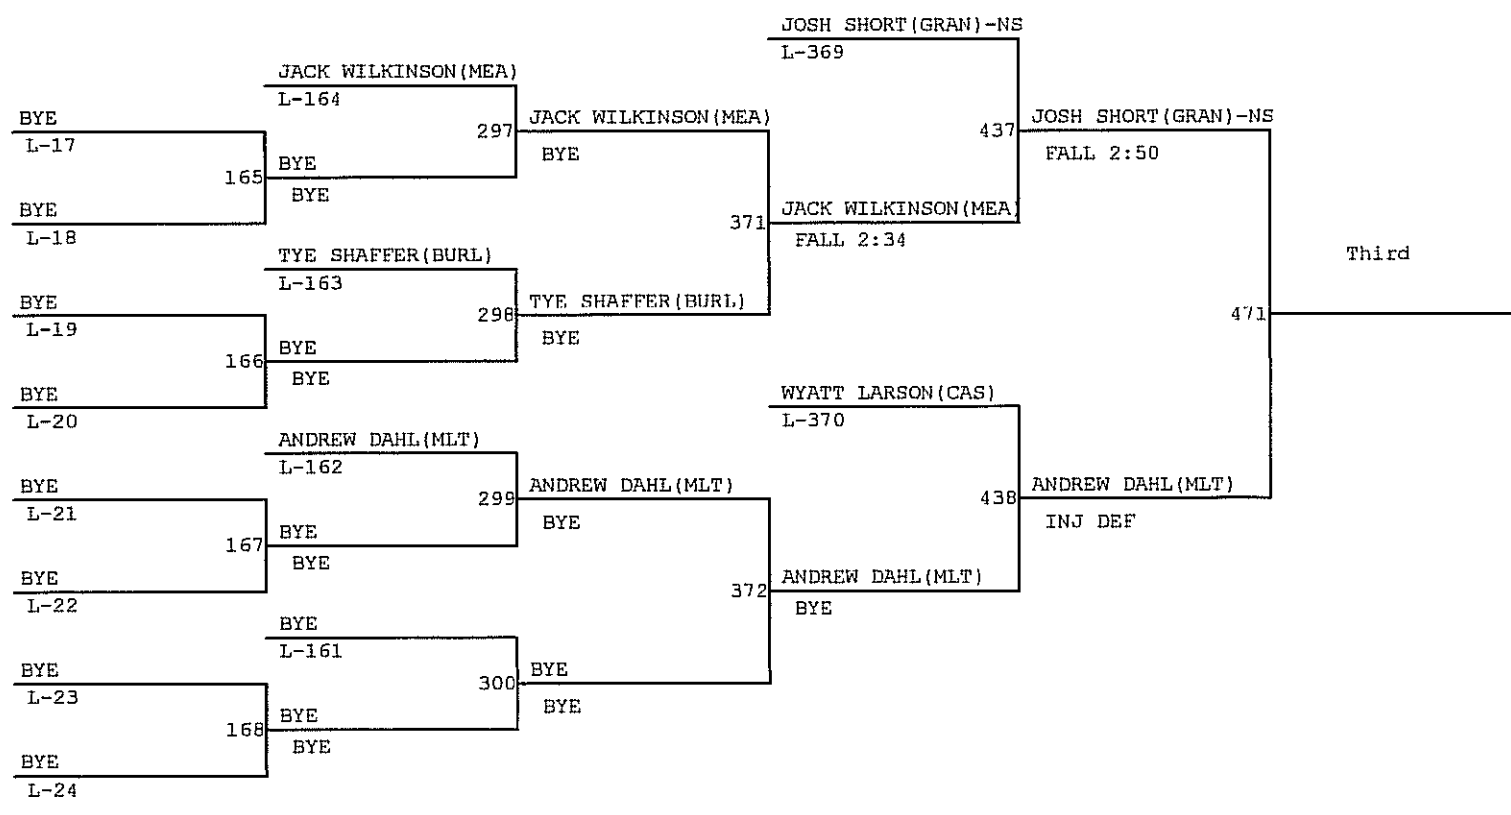 JOSH SHORT(GRAN)-NS
L-369
JACK WILKINSON(MEA)
L-164
BYE
L-17
297
JACK WILKINSON(MEA)
BYE
437
JOSH SHORT(GRAN)-NS
FALL 2:50
165
BYE
BYE
BYE
L-18
371
JACK WILKINSON(MEA)
FALL 2:34
TYE SHAFFER(BURL)
L-163
Third
BYE
L-19
298
TYE SHAFFER(BURL)
BYE
471
166
BYE
BYE
BYE
L-20
WYATT LARSON(CAS)
L-370
ANDREW DAHL(MLT)
L-162
BYE
L-21
299
ANDREW DAHL(MLT)
BYE
438
ANDREW DAHL(MLT)
INJ DEF
167
BYE
BYE
BYE
L-22
372
ANDREW DAHL(MLT)
BYE
BYE
L-161
BYE
L-23
300
BYE
BYE
168
BYE
BYE
BYE
L-24